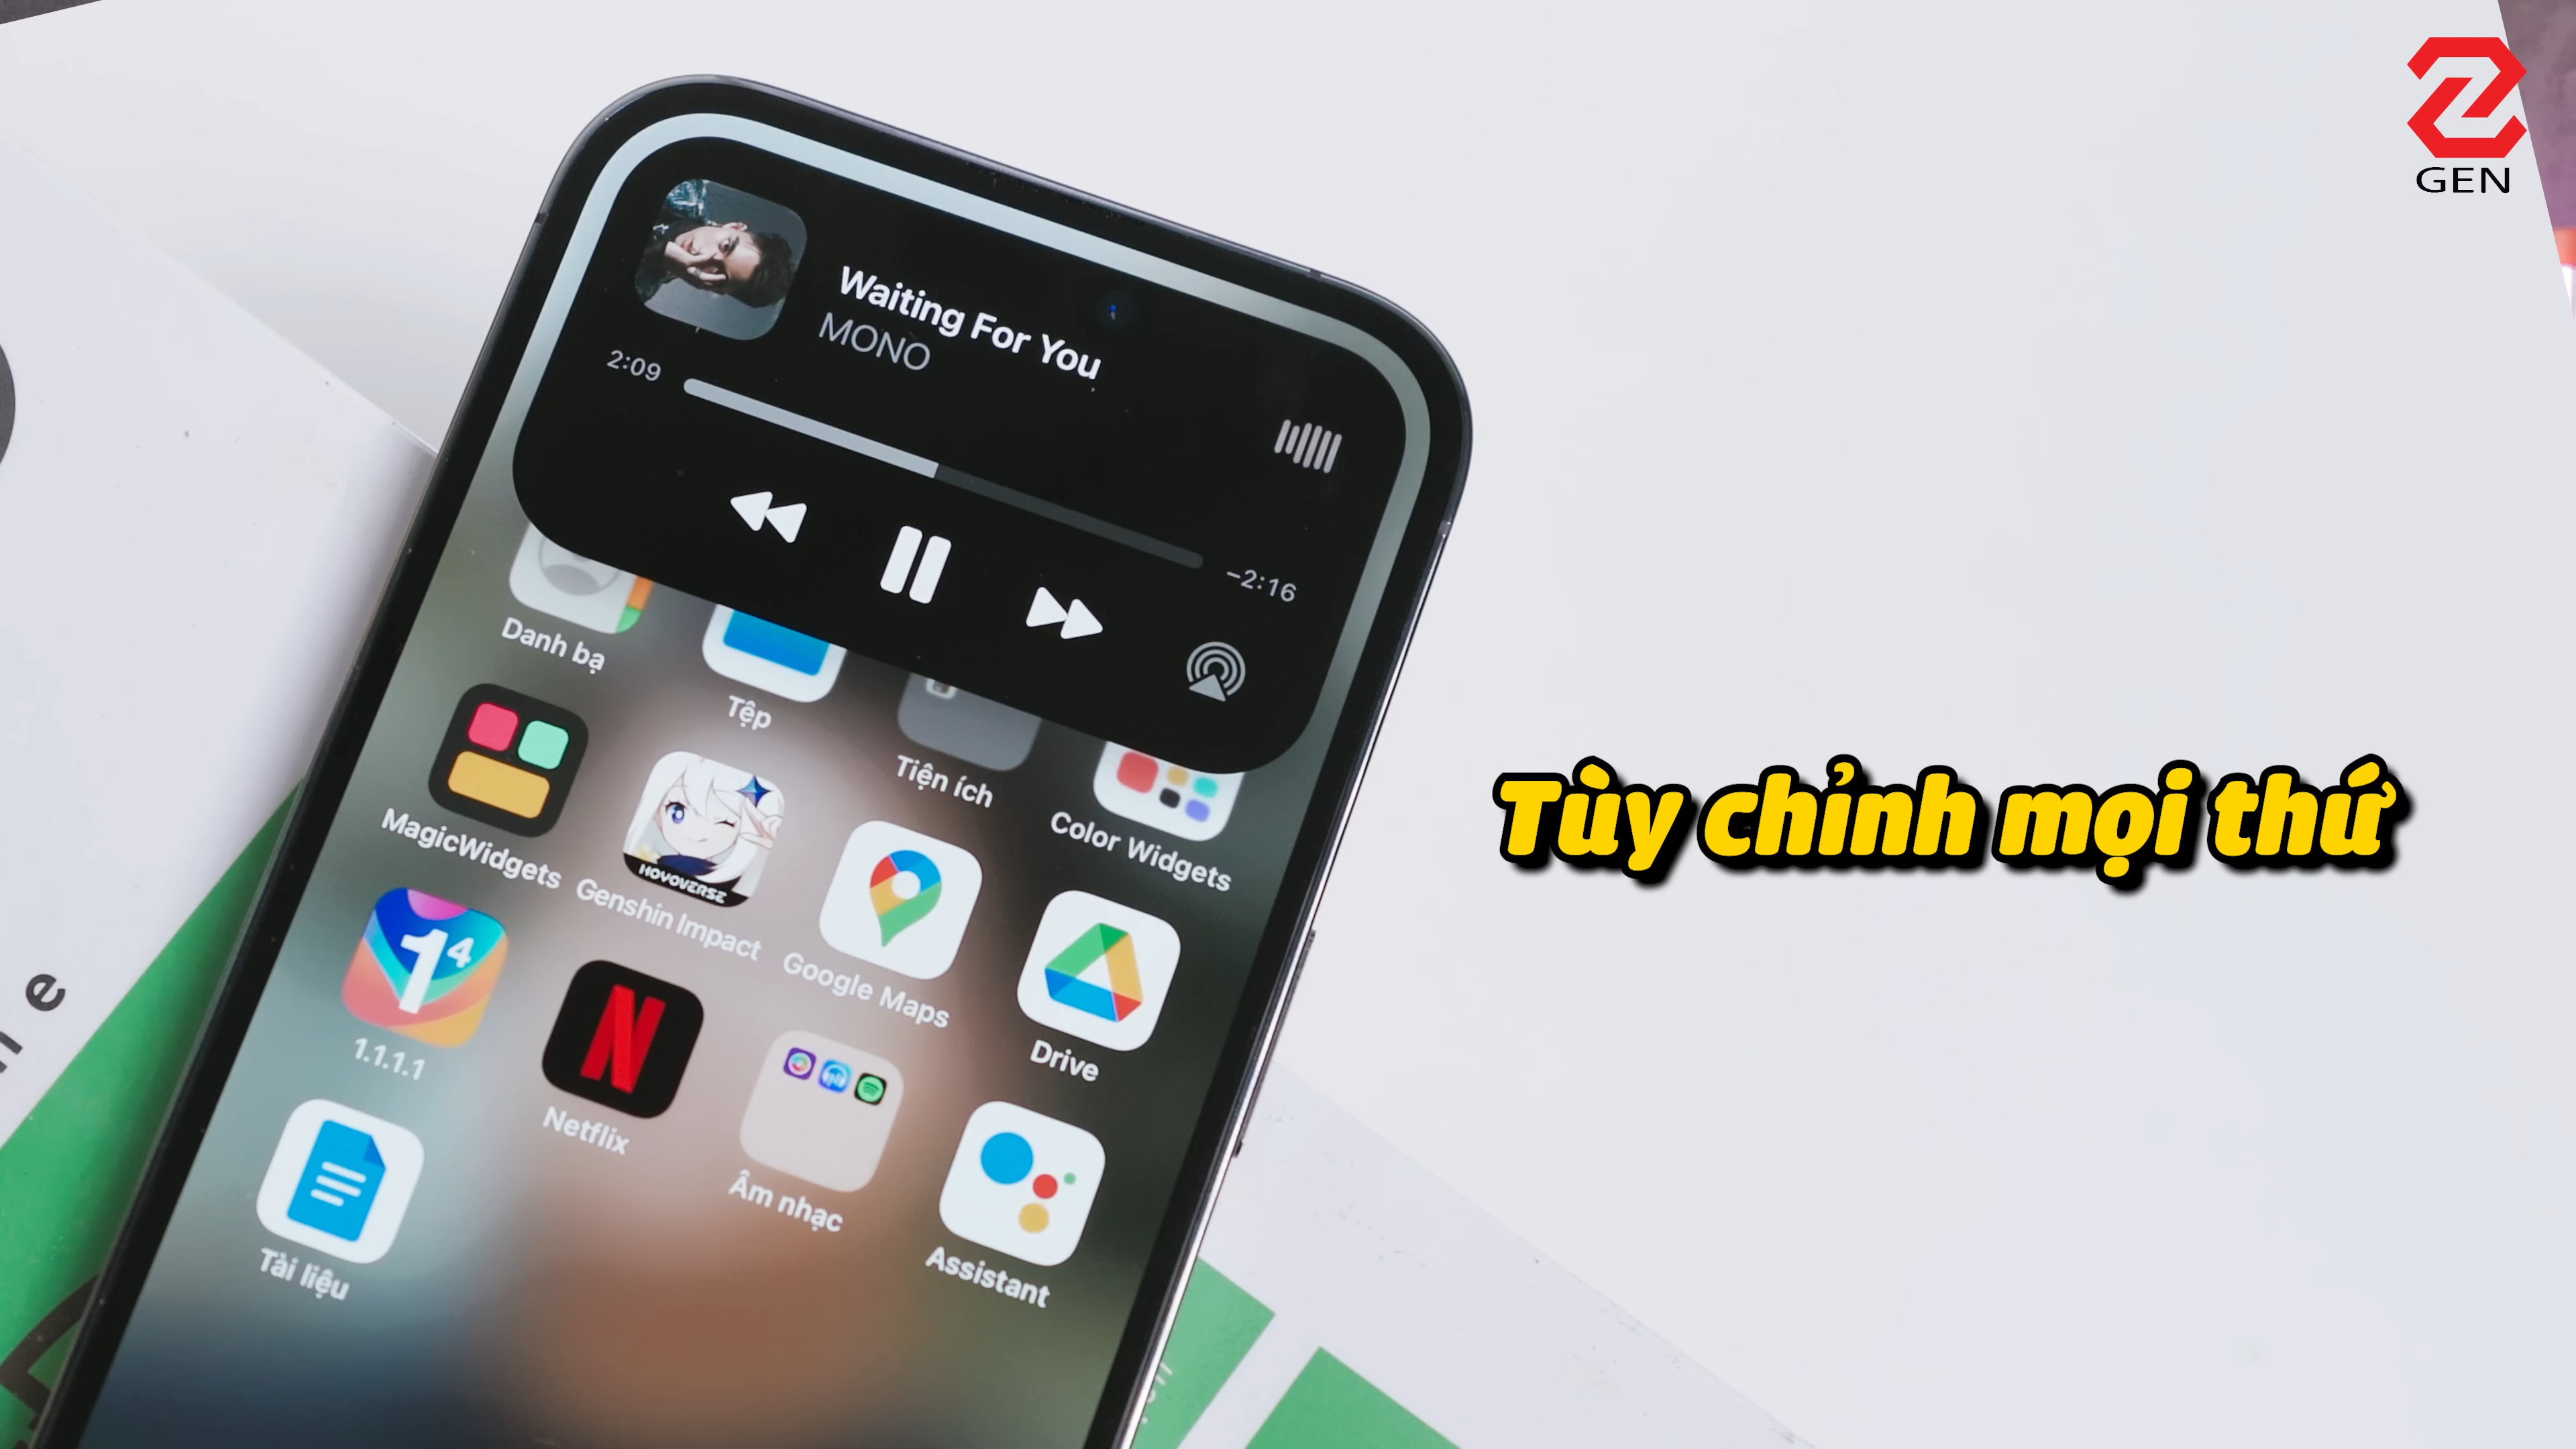 GEN
Waiting For You
MONO
2:09
-2:16
Danh bạ
Tệp
Tiện ích
Color Widgets
MagicWidgets
Genshin Impact
HOYOVERSE
Google Maps
Drive
1.1.1.1
1⁴
Netflix
Âm nhạc
Assistant
Tài liệu
Tùy chỉnh mọi thứ